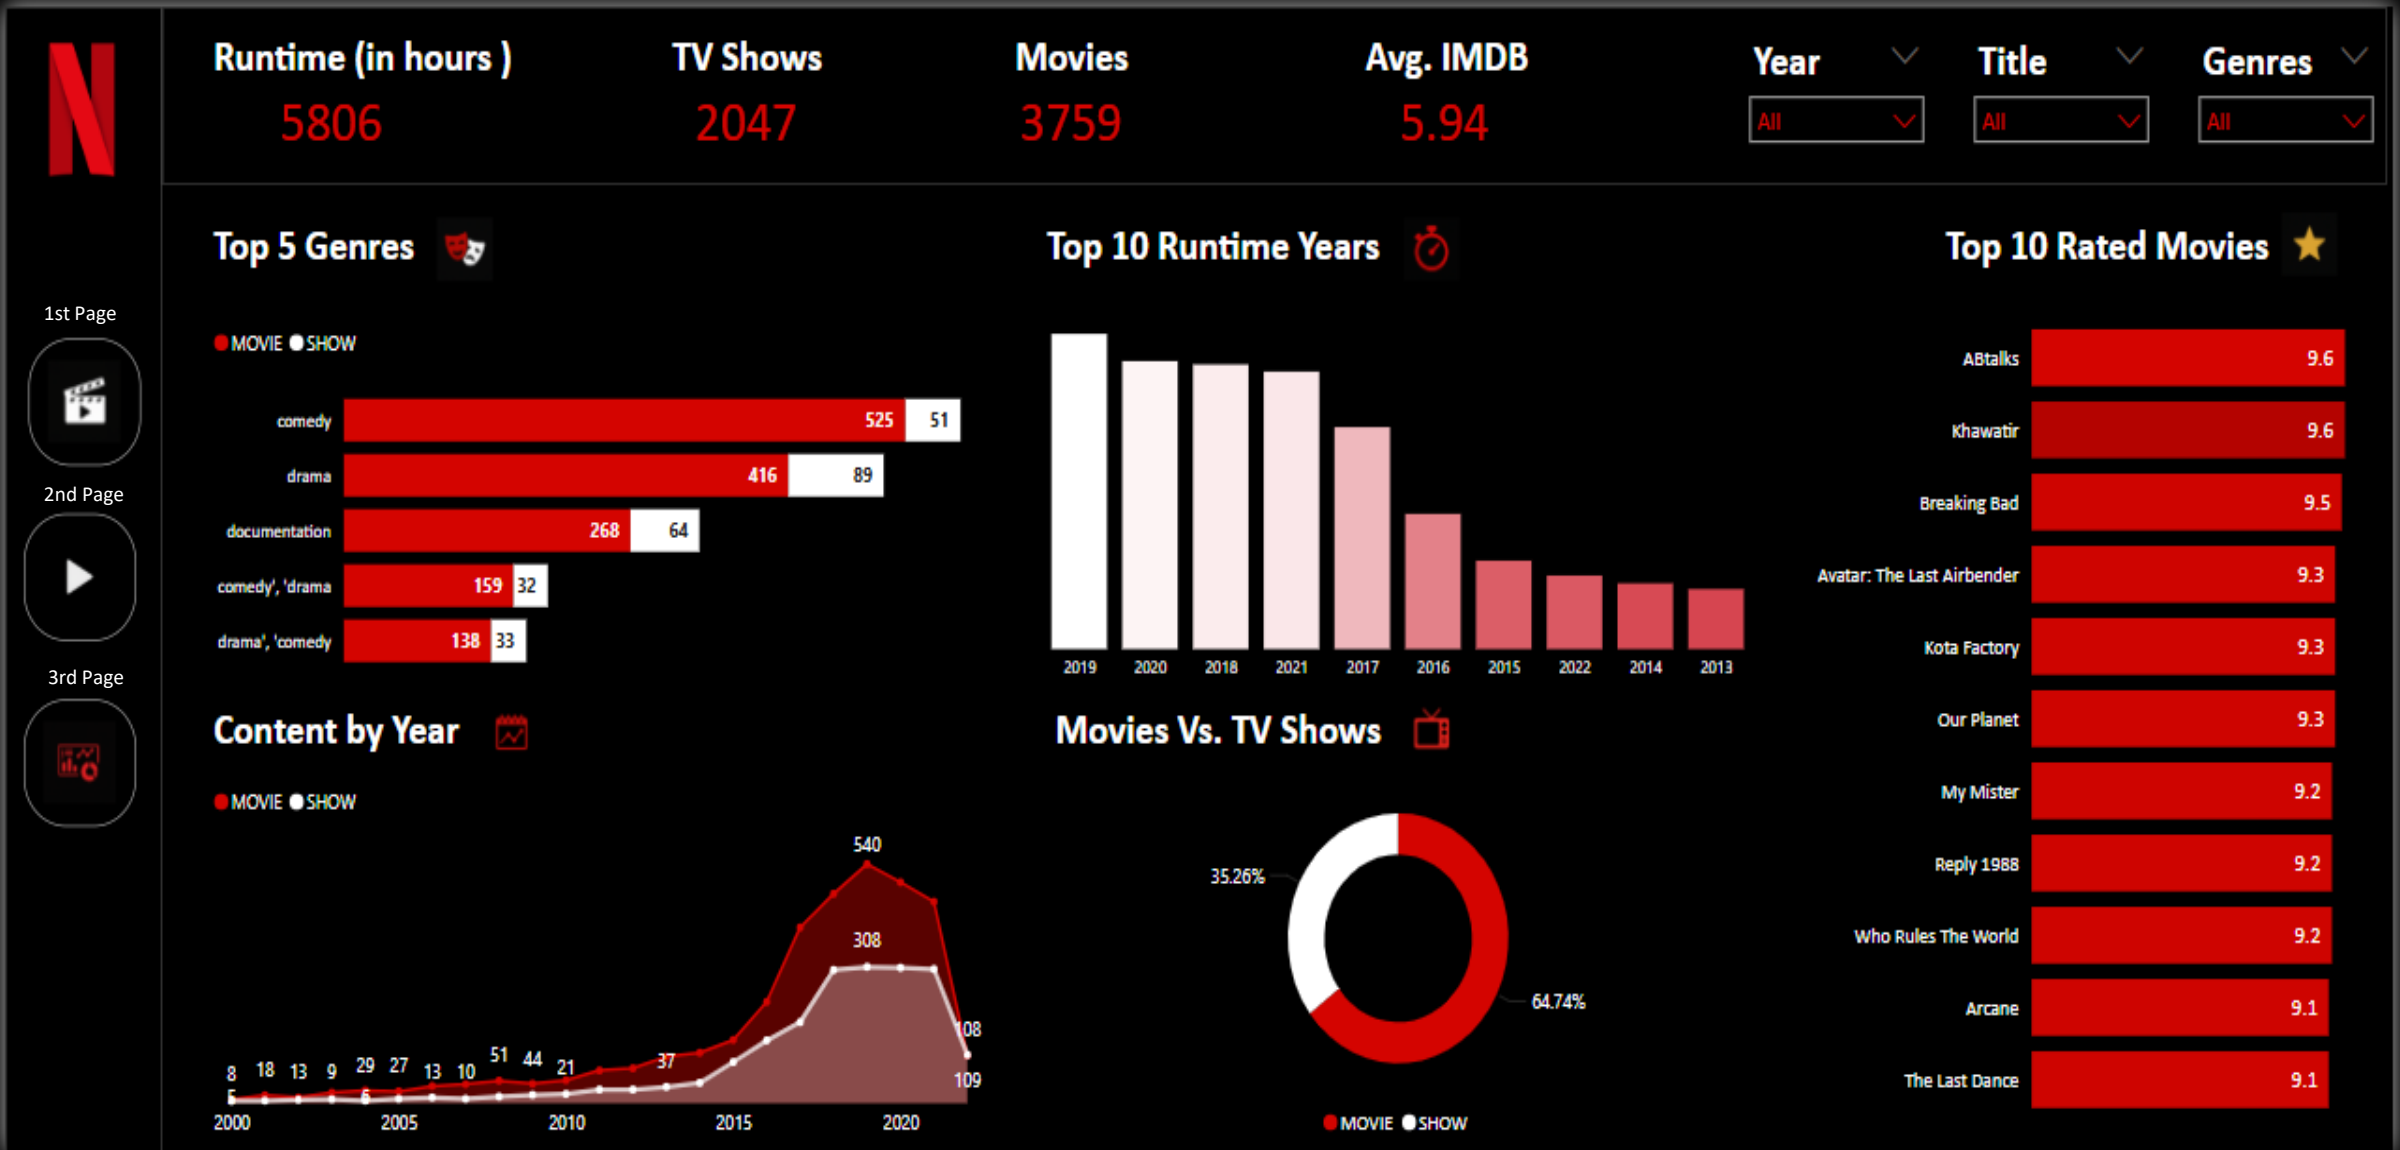 Runtime (in hours )
5806
TV Shows
2047
Movies
3759
Avg. IMDB
5.94
Year
All
Title
All
Genres
All
1st Page
2nd Page
3rd Page
Top 5 Genres
MOVIE SHOW
comedy 525 51
drama 416 89
documentation 268 64
comedy', 'drama 159 32
drama', 'comedy 138 33
Top 10 Runtime Years
2019 2020 2018 2021 2017 2016 2015 2022 2014 2013
Top 10 Rated Movies
ABtalks 9.6
Khawatir 9.6
Breaking Bad 9.5
Avatar: The Last Airbender 9.3
Kota Factory 9.3
Our Planet 9.3
My Mister 9.2
Reply 1988 9.2
Who Rules The World 9.2
Arcane 9.1
The Last Dance 9.1
Content by Year
MOVIE SHOW
540
308
108
8 18 13 9 29 27 13 10 51 44 21 37
109
2000 2005 2010 2015 2020
Movies Vs. TV Shows
35.26%
64.74%
MOVIE SHOW